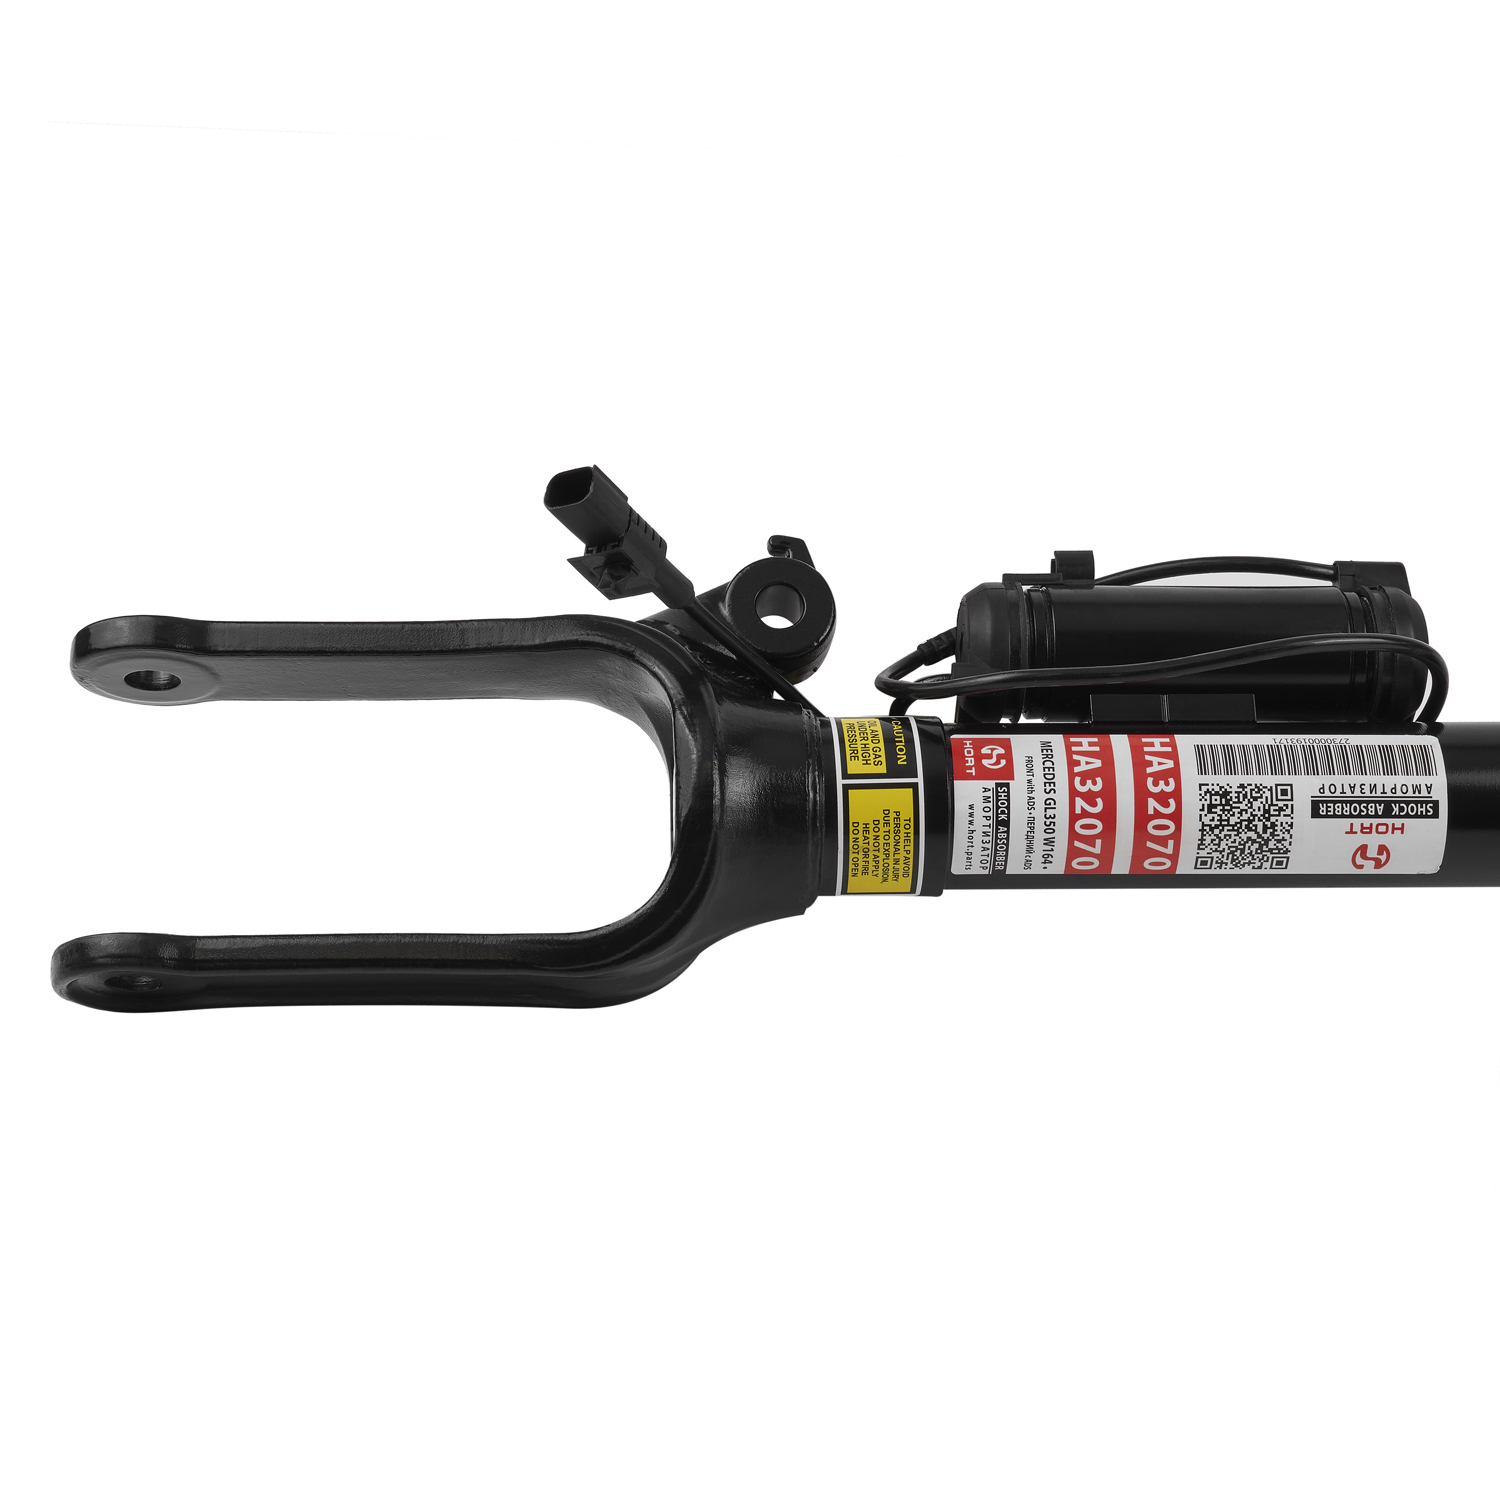 CAUTION
OIL AND GAS
UNDER HIGH
PRESSURE
TO HELP AVOID
PERSONAL INJURY
DUE TO EXPLOSION.
DO NOT APPLY
HEAT OR FIRE
DO NOT OPEN
HORT
SHOCK ABSORBER
АМОРТИЗАТОР
www.hort.parts
MERCEDES GL350 W164 •
FRONT with ADS • ПЕРЕДНИЙ с ADS
HA32070
HA32070
2730000193171
HORT
SHOCK ABSORBER
АМОРТИЗАТОР